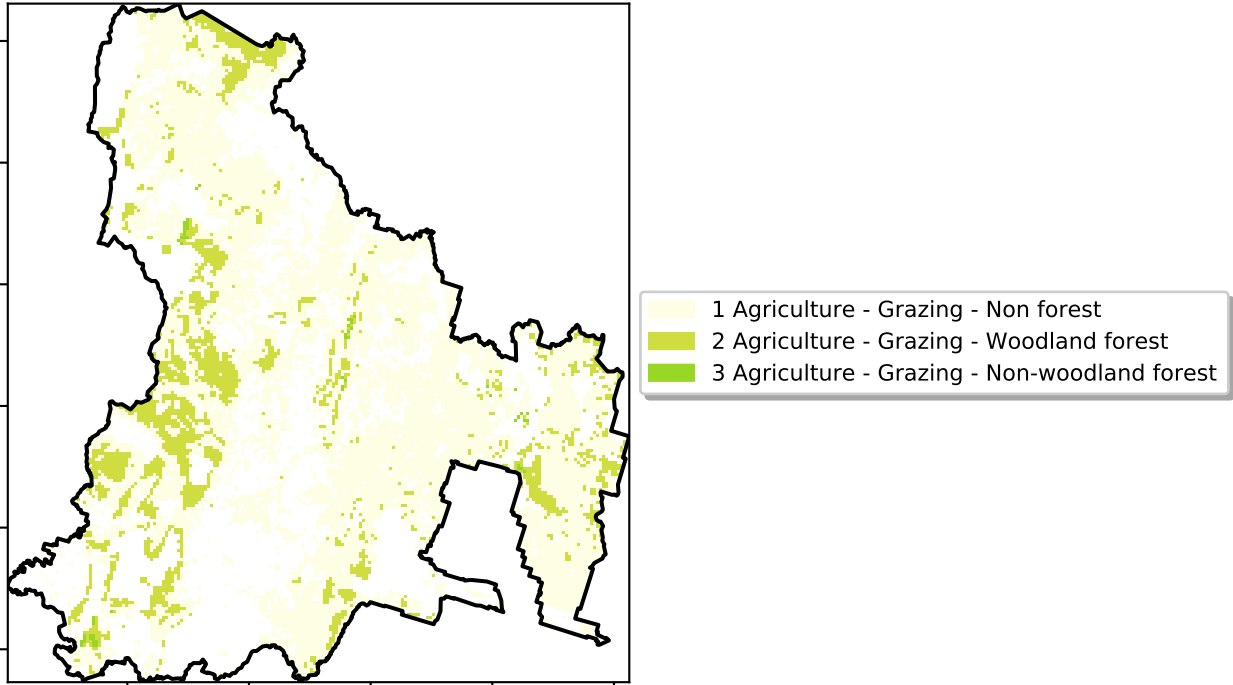 1 Agriculture - Grazing - Non forest
2 Agriculture - Grazing - Woodland forest
3 Agriculture - Grazing - Non-woodland forest